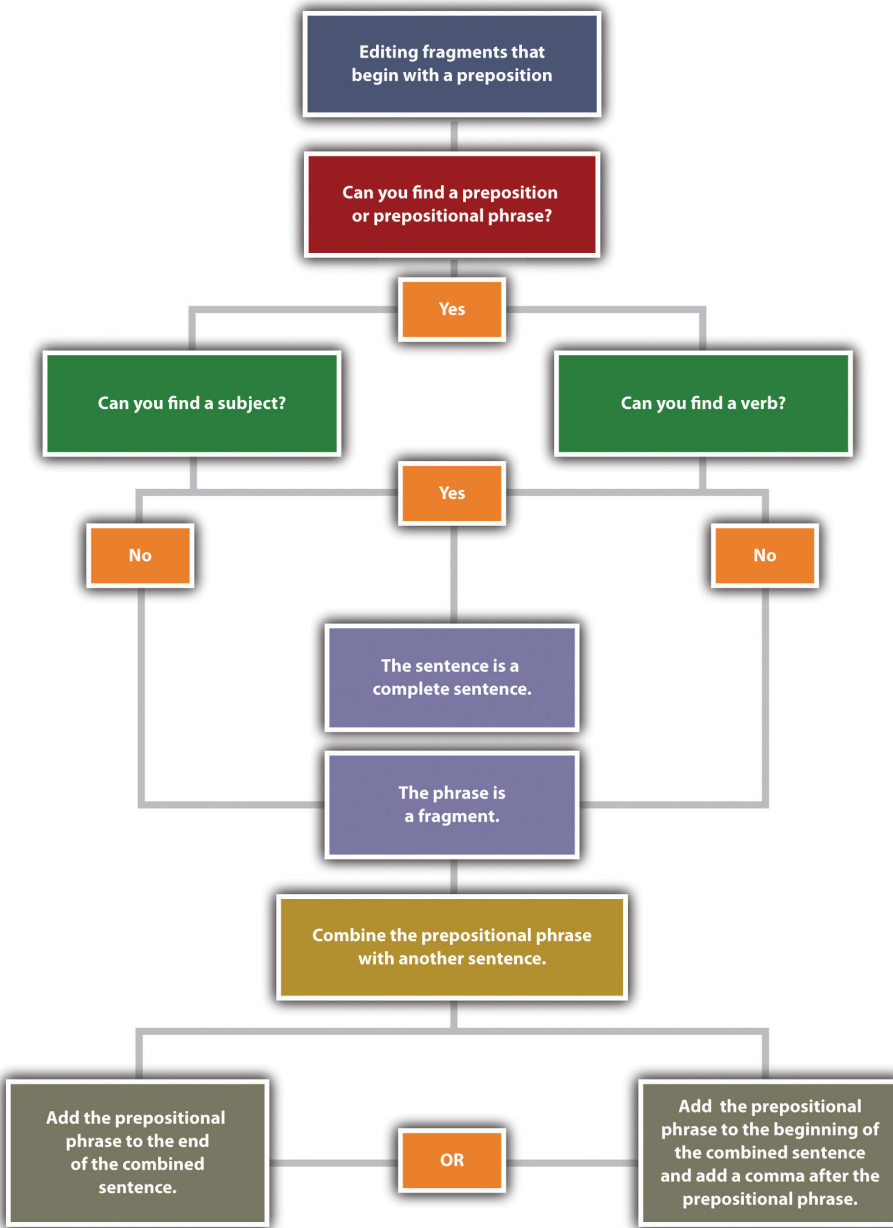 Editing fragments that
begin with a preposition
Can you find a preposition
or prepositional phrase?
Yes
Can you find a subject?
Can you find a verb?
Yes
No
No
The sentence is a
complete sentence.
The phrase is
a fragment.
Combine the prepositional phrase
with another sentence.
Add the prepositional
phrase to the end
of the combined
sentence.
OR
Add the prepositional
phrase to the beginning of
the combined sentence
and add a comma after the
prepositional phrase.